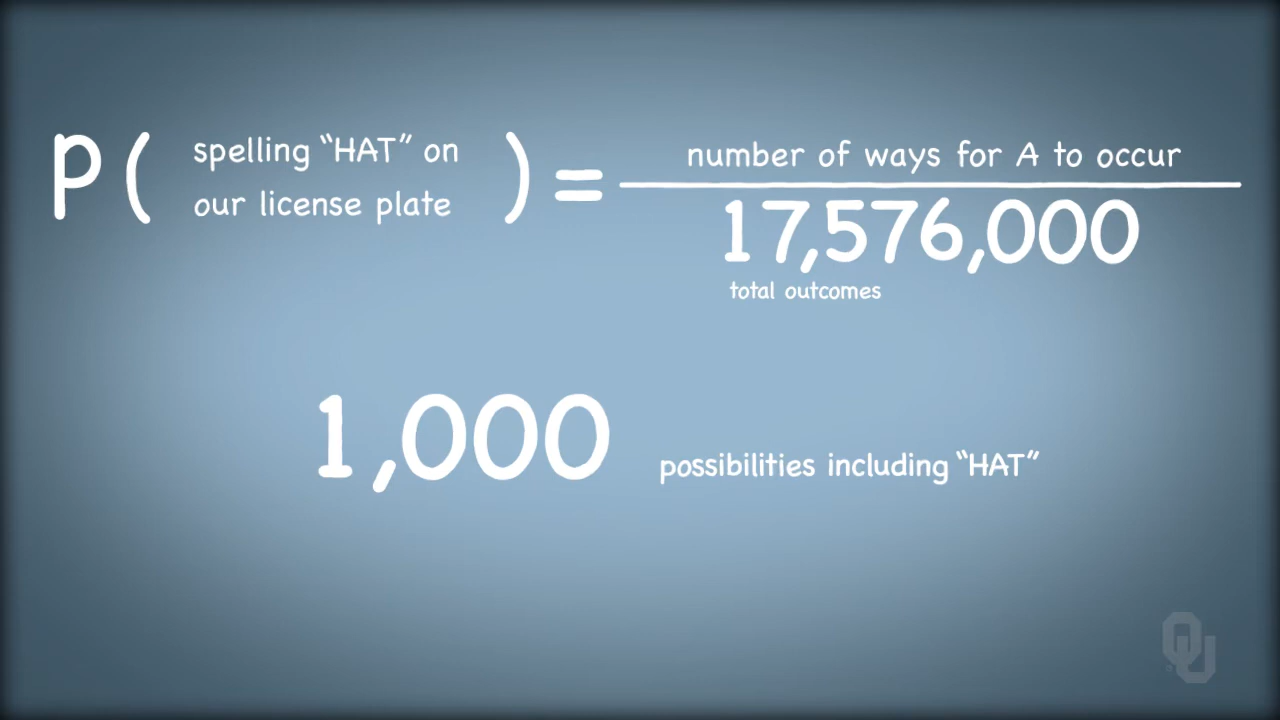 P( spelling “HAT” on
our license plate ) =
number of ways for A to occur
17,576,000
total outcomes
1,000 possibilities including “HAT”
OU